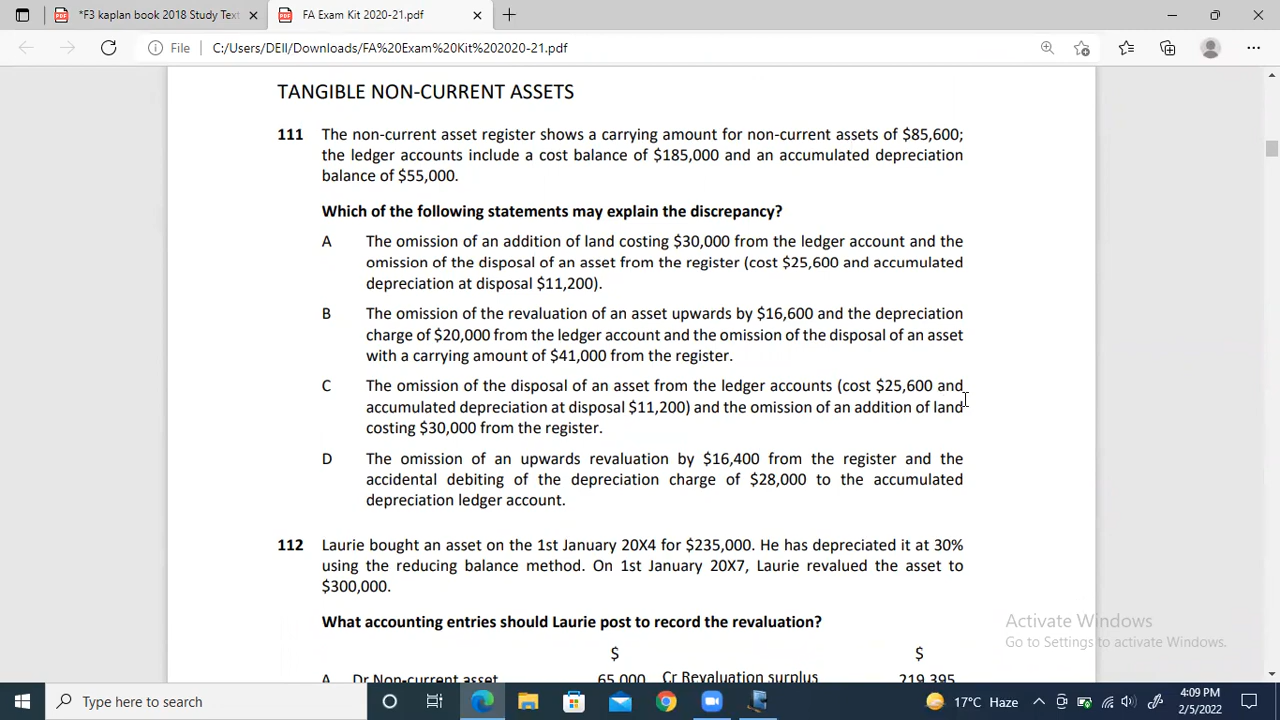 *F3 kaplan book 2018 Study Text
FA Exam Kit 2020-21.pdf
File
C:/Users/DEll/Downloads/FA%20Exam%20Kit%202020-21.pdf
TANGIBLE NON-CURRENT ASSETS
111 The non-current asset register shows a carrying amount for non-current assets of $85,600;
the ledger accounts include a cost balance of $185,000 and an accumulated depreciation
balance of $55,000.
Which of the following statements may explain the discrepancy?
A The omission of an addition of land costing $30,000 from the ledger account and the
omission of the disposal of an asset from the register (cost $25,600 and accumulated
depreciation at disposal $11,200).
B The omission of the revaluation of an asset upwards by $16,600 and the depreciation
charge of $20,000 from the ledger account and the omission of the disposal of an asset
with a carrying amount of $41,000 from the register.
C The omission of the disposal of an asset from the ledger accounts (cost $25,600 and
accumulated depreciation at disposal $11,200) and the omission of an addition of land
costing $30,000 from the register.
D The omission of an upwards revaluation by $16,400 from the register and the
accidental debiting of the depreciation charge of $28,000 to the accumulated
depreciation ledger account.
112 Laurie bought an asset on the 1st January 20X4 for $235,000. He has depreciated it at 30%
using the reducing balance method. On 1st January 20X7, Laurie revalued the asset to
$300,000.
What accounting entries should Laurie post to record the revaluation?
$ $
A Dr Non-current asset 65,000 Cr Revaluation surplus 219,395
Activate Windows
Go to Settings to activate Windows.
Type here to search
17°C Haze
4:09 PM
2/5/2022